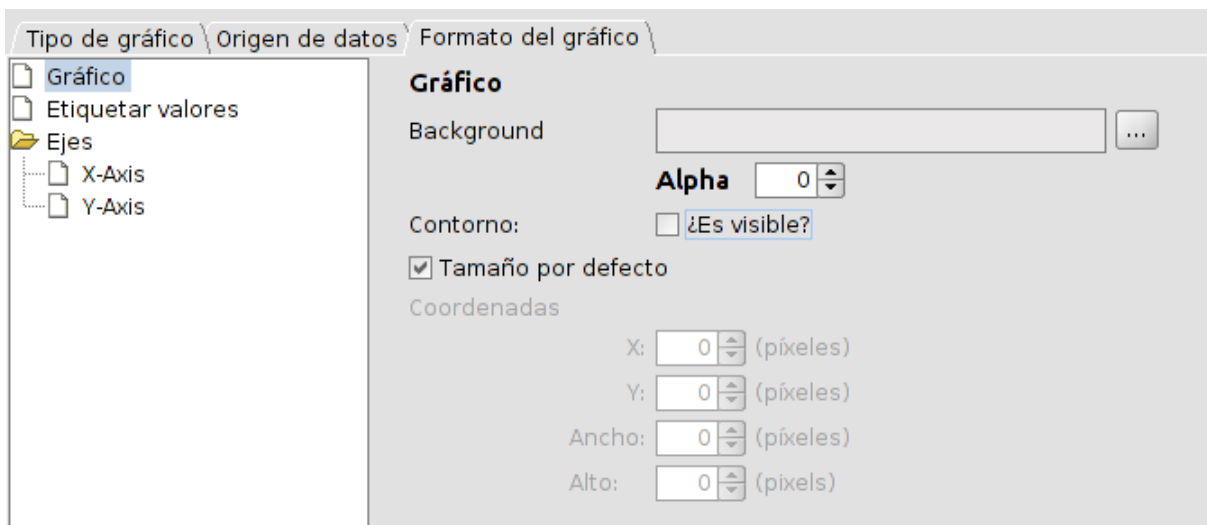 Tipo de gráfico Origen de datos Formato del gráfico
Gráfico
Etiquetar valores
Ejes
X-Axis
Y-Axis
Gráfico
Background ...
Alpha 0
Contorno: ¿Es visible?
Tamaño por defecto
Coordenadas
X: 0 (píxeles)
Y: 0 (píxeles)
Ancho: 0 (píxeles)
Alto: 0 (pixels)